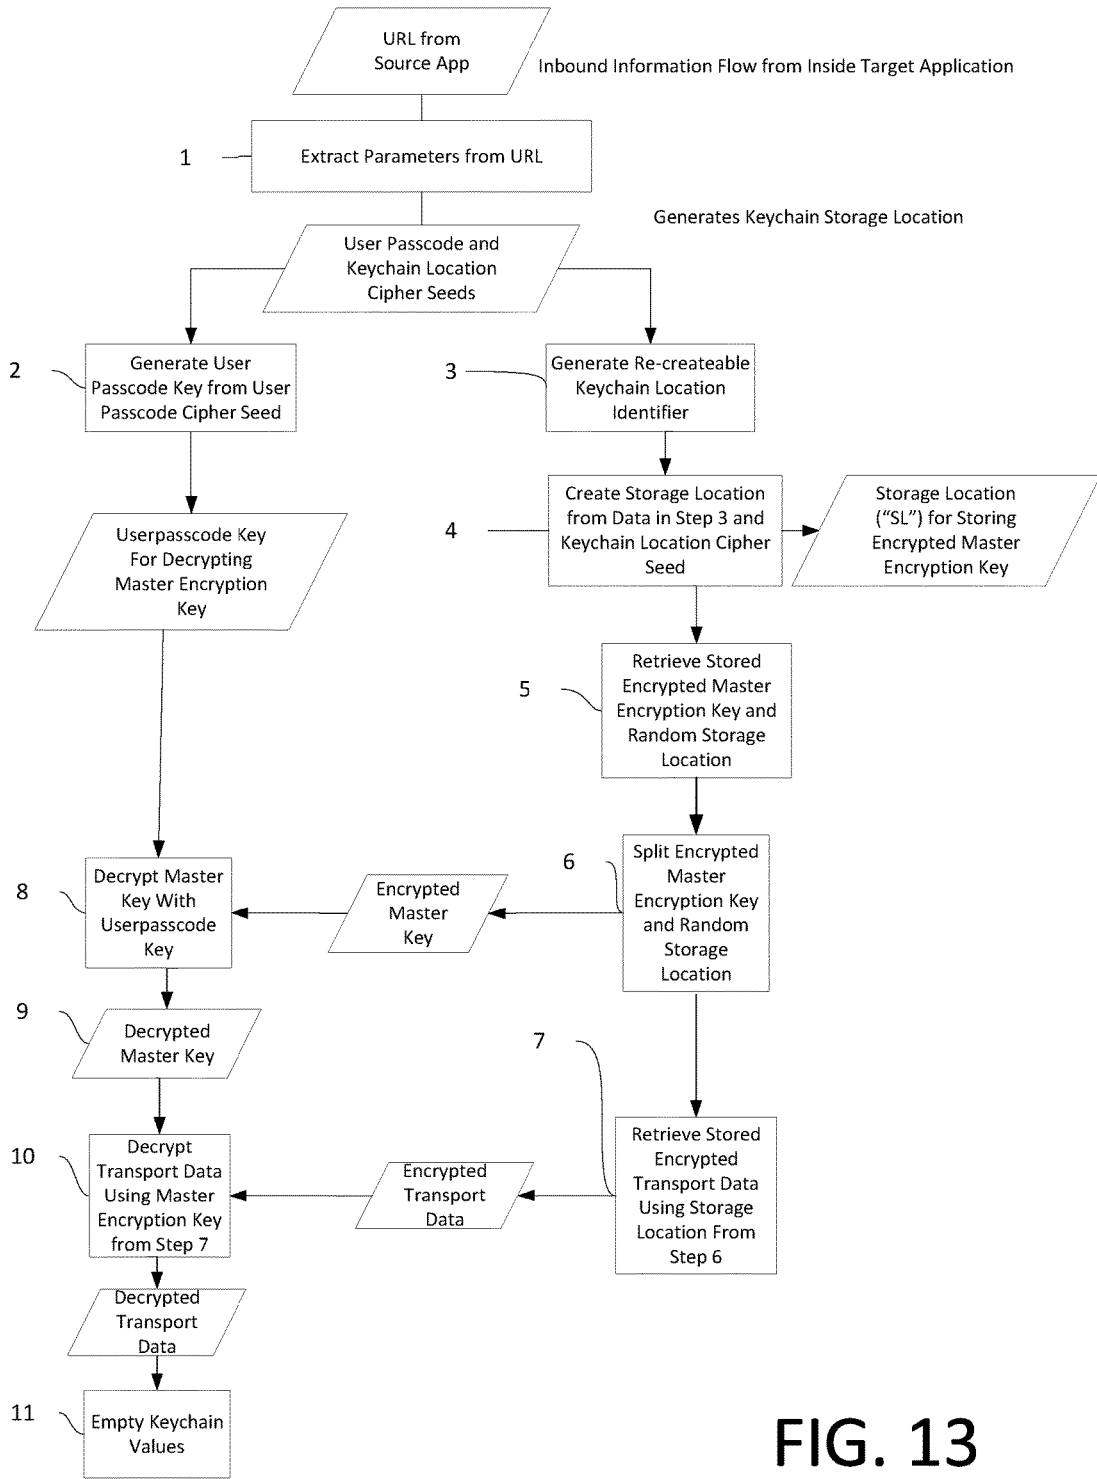 URL from
Source App
Inbound Information Flow from Inside Target Application
1
Extract Parameters from URL
Generates Keychain Storage Location
User Passcode and
Keychain Location
Cipher Seeds
2
Generate User
Passcode Key from User
Passcode Cipher Seed
3
Generate Re-createable
Keychain Location
Identifier
4
Create Storage Location
from Data in Step 3 and
Keychain Location Cipher
Seed
Storage Location
(“SL”) for Storing
Encrypted Master
Encryption Key
Userpasscode Key
For Decrypting
Master Encryption
Key
5
Retrieve Stored
Encrypted Master
Encryption Key and
Random Storage
Location
6
Split Encrypted
Master
Encryption Key
and Random
Storage
Location
Encrypted
Master
Key
8
Decrypt Master
Key With
Userpasscode
Key
9
Decrypted
Master Key
7
Retrieve Stored
Encrypted
Transport Data
Using Storage
Location From
Step 6
Encrypted
Transport
Data
10
Decrypt
Transport Data
Using Master
Encryption Key
from Step 7
Decrypted
Transport
Data
11
Empty Keychain
Values
FIG. 13